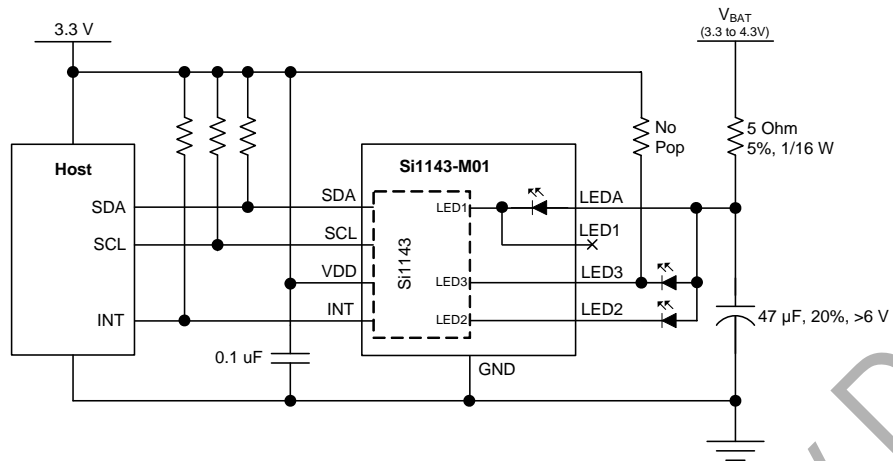 3.3 V
V_BAT
(3.3 to 4.3V)
No
Pop
5 Ohm
5%, 1/16 W
Host
Si1143-M01
SDA
SDA
LED1
LEDA
SCL
SCL
LED1
VDD
Si1143
LED3
LED3
INT
INT
LED2
LED2
47 µF, 20%, >6 V
0.1 uF
GND